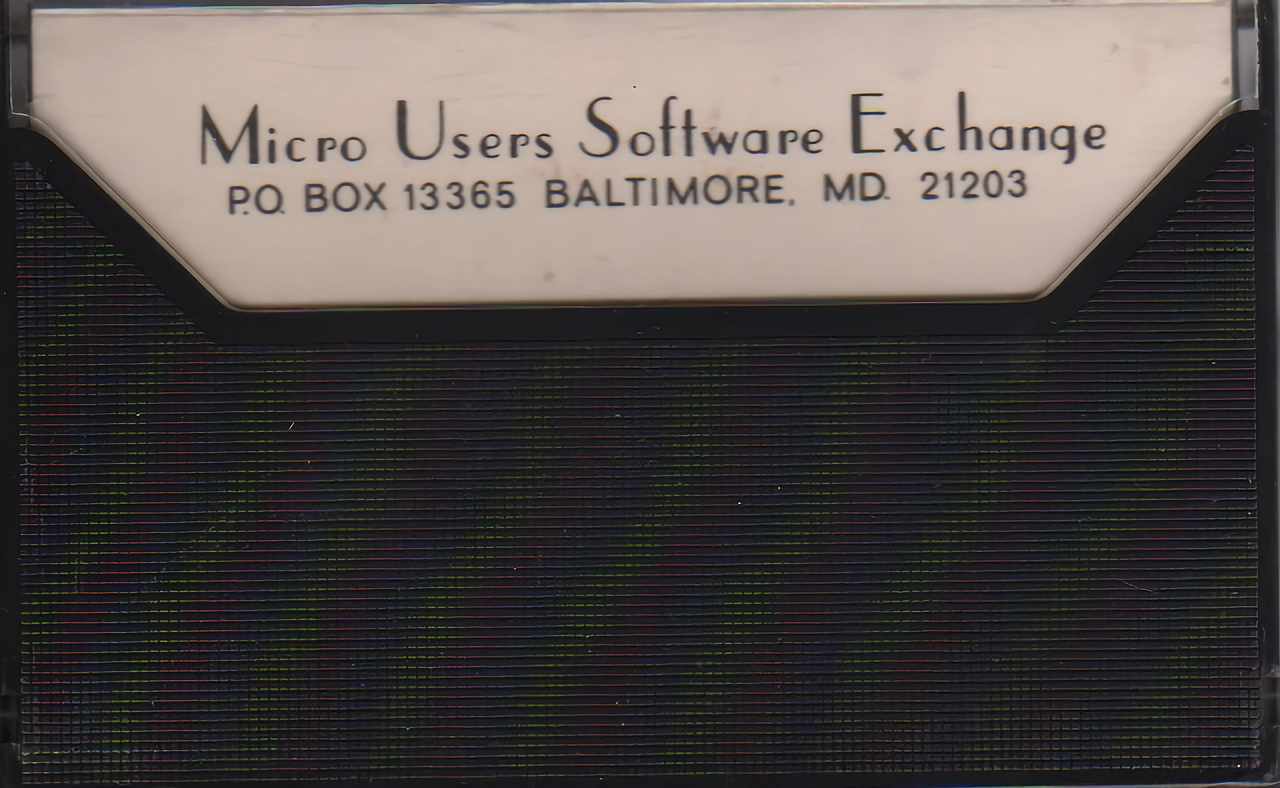 Micro Users Software Exchange
P.O. BOX 13365 BALTIMORE, MD. 21203